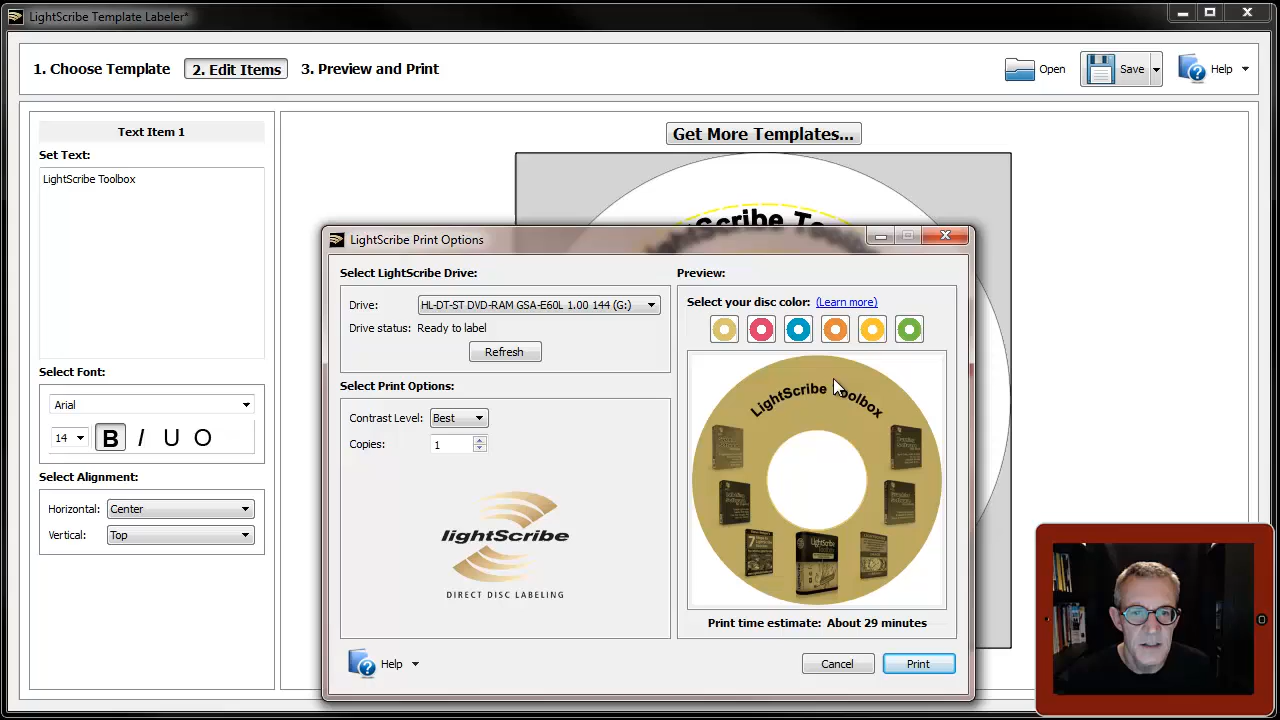 LightScribe Template Labeler*
1. Choose Template
2. Edit Items
3. Preview and Print
Open
Save
Help
Text Item 1
Set Text:
LightScribe Toolbox
Select Font:
Arial
14
B
I
U
O
Select Alignment:
Horizontal:
Center
Vertical:
Top
Get More Templates...
LightScribe Print Options
Select LightScribe Drive:
Drive:
HL-DT-ST DVD-RAM GSA-E60L 1.00 144 (G:)
Drive status:
Ready to label
Refresh
Select Print Options:
Contrast Level:
Best
Copies:
1
lightScribe
DIRECT DISC LABELING
Help
Preview:
Select your disc color:
(Learn more)
LightScribe Toolbox
Print time estimate: About 29 minutes
Cancel
Print